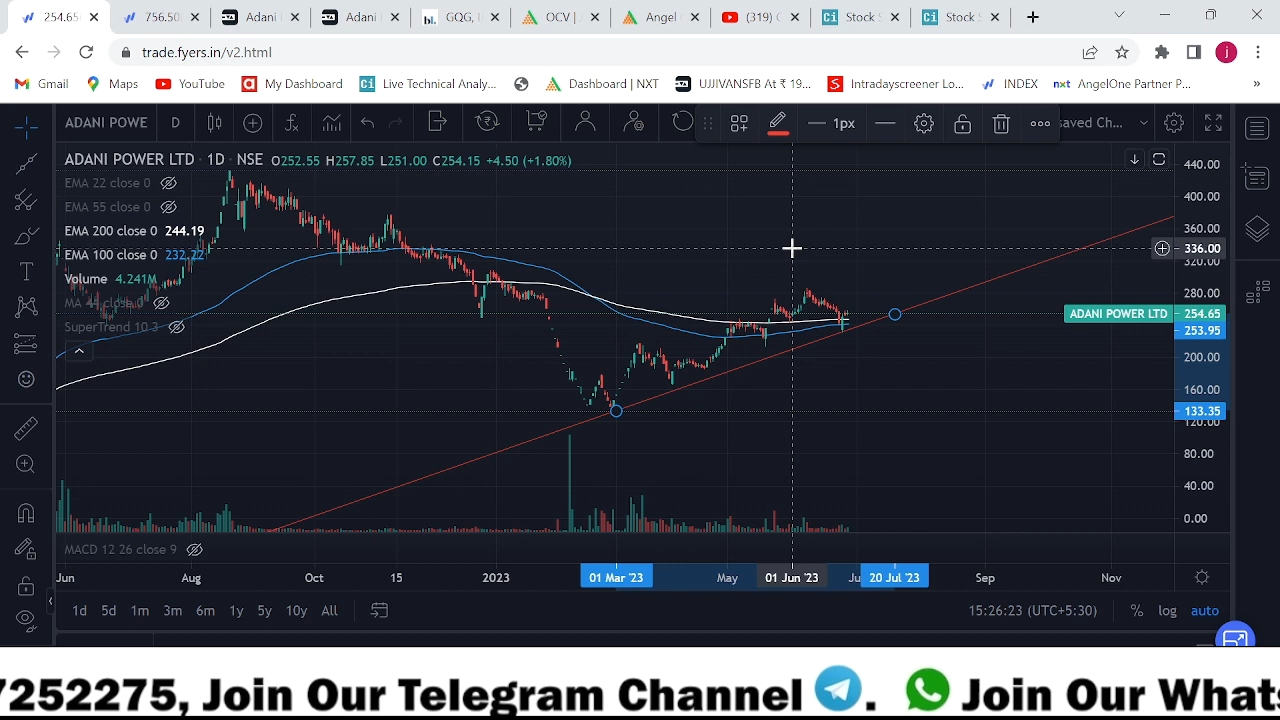 254.65
756.50
Adani
Adani
GQG,
OCV | J
Angel
(319) C
Stock S
Stock S
trade.fyers.in/v2.html
Gmail Maps YouTube My Dashboard Live Technical Analy... Dashboard | NXT UJJIVANSFB At ₹ 19... Intradayscreener Lo... INDEX AngelOne Partner P... »
ADANI POWE D 1px saved Ch...
ADANI POWER LTD · 1D · NSE O252.55 H257.85 L251.00 C254.15 +4.50 (+1.80%)
EMA 22 close 0
EMA 55 close 0
EMA 200 close 0 244.19
EMA 100 close 0 232.22
Volume 4.241M
MA 44 close 0
SuperTrend 10 3
440.00
400.00
360.00
336.00
320.00
280.00
ADANI POWER LTD 254.65
253.95
200.00
160.00
133.35
120.00
80.00
40.00
0.00
MACD 12 26 close 9
Jun Aug Oct 15 2023 01 Mar '23 May 01 Jun '23 Ju 20 Jul '23 Sep Nov
1d 5d 1m 3m 6m 1y 5y 10y All 15:26:23 (UTC+5:30) % log auto
7252275, Join Our Telegram Channel . Join Our Whats